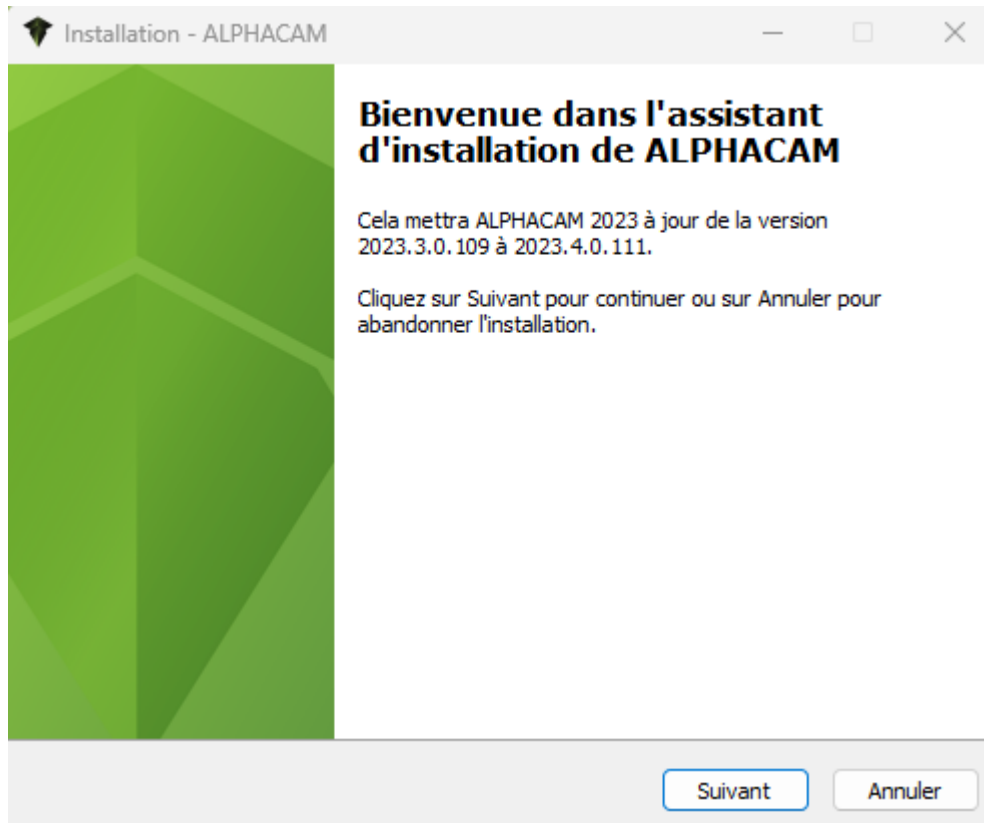 Installation - ALPHACAM
Bienvenue dans l'assistant
d'installation de ALPHACAM
Cela mettra ALPHACAM 2023 à jour de la version
2023.3.0.109 à 2023.4.0.111.
Cliquez sur Suivant pour continuer ou sur Annuler pour
abandonner l'installation.
Suivant
Annuler